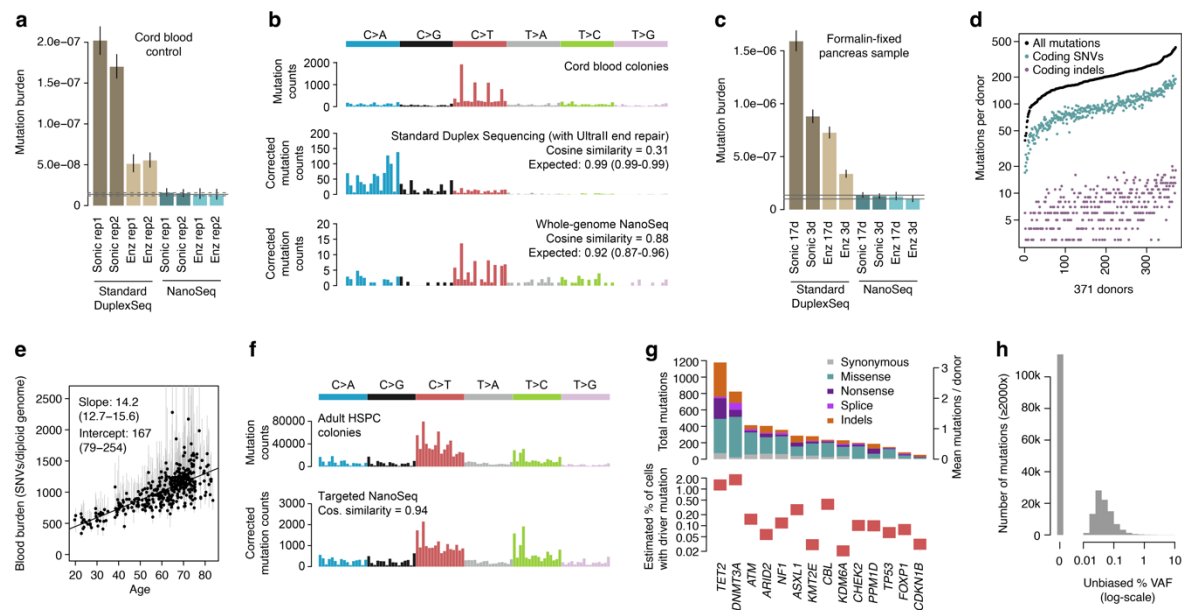 a
Cord blood
control
Mutation burden
2.0e-07
1.5e-07
1.0e-07
5.0e-08
0
Sonic rep1
Sonic rep2
Enz rep1
Enz rep2
Sonic rep1
Sonic rep2
Enz rep1
Enz rep2
Standard
DuplexSeq
NanoSeq
b
C>A
C>G
C>T
T>A
T>C
T>G
Mutation
counts
2000
1000
0
Cord blood colonies
Corrected
mutation counts
200
150
100
50
0
Standard Duplex Sequencing (with UltraII end repair)
Cosine similarity = 0.31
Expected: 0.99 (0.99-0.99)
Corrected
mutation counts
20
15
10
5
0
Whole-genome NanoSeq
Cosine similarity = 0.88
Expected: 0.92 (0.87-0.96)
c
Formalin-fixed
pancreas sample
Mutation burden
1.5e-06
1.0e-06
5.0e-07
0
Sonic 17d
Sonic 3d
Enz 17d
Enz 3d
Sonic 17d
Sonic 3d
Enz 17d
Enz 3d
Standard
DuplexSeq
NanoSeq
d
Mutations per donor
500
200
100
50
20
10
5
All mutations
Coding SNVs
Coding indels
0
100
200
300
371 donors
e
Blood burden (SNVs/diploid genome)
2500
2000
1500
1000
500
0
Slope: 14.2
(12.7–15.6)
Intercept: 167
(79–254)
20
30
40
50
60
70
80
Age
f
C>A
C>G
C>T
T>A
T>C
T>G
Mutation
counts
80000
40000
0
Adult HSPC
colonies
Corrected
mutation counts
3000
2000
1000
0
Targeted NanoSeq
Cos. similarity = 0.94
g
Total mutations
1200
1000
800
600
400
200
0
Synonymous
Missense
Nonsense
Splice
Indels
3
2
1
0
Mean mutations / donor
Estimated % of cells
with driver mutation
2.00
1.00
0.50
0.20
0.10
0.05
0.02
TET2
DNMT3A
ATM
ARID2
NF1
ASXL1
KMT2E
CBL
KDM6A
CHEK2
PPM1D
TP53
FOXP1
CDKN1B
h
Number of mutations (≥2000x)
100k
80k
60k
40k
20k
0
0
0.01
0.1
1
10
Unbiased % VAF
(log-scale)